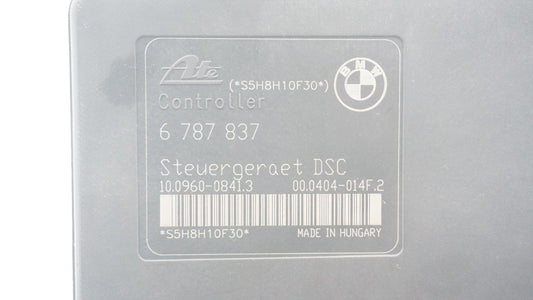 Ate (*S5H8H10F30*) BMW
Controller
6 787 837
Steuergeraet DSC
10.0960-0841.3 00.0404-014F.2
*S5H8H10F30* MADE IN HUNGARY